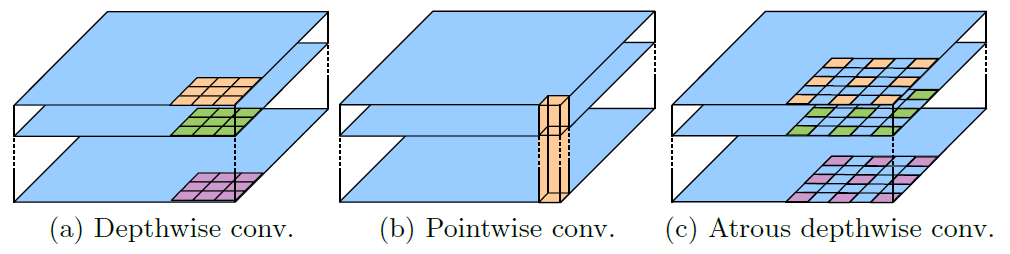 (a) Depthwise conv.
(b) Pointwise conv.
(c) Atrous depthwise conv.